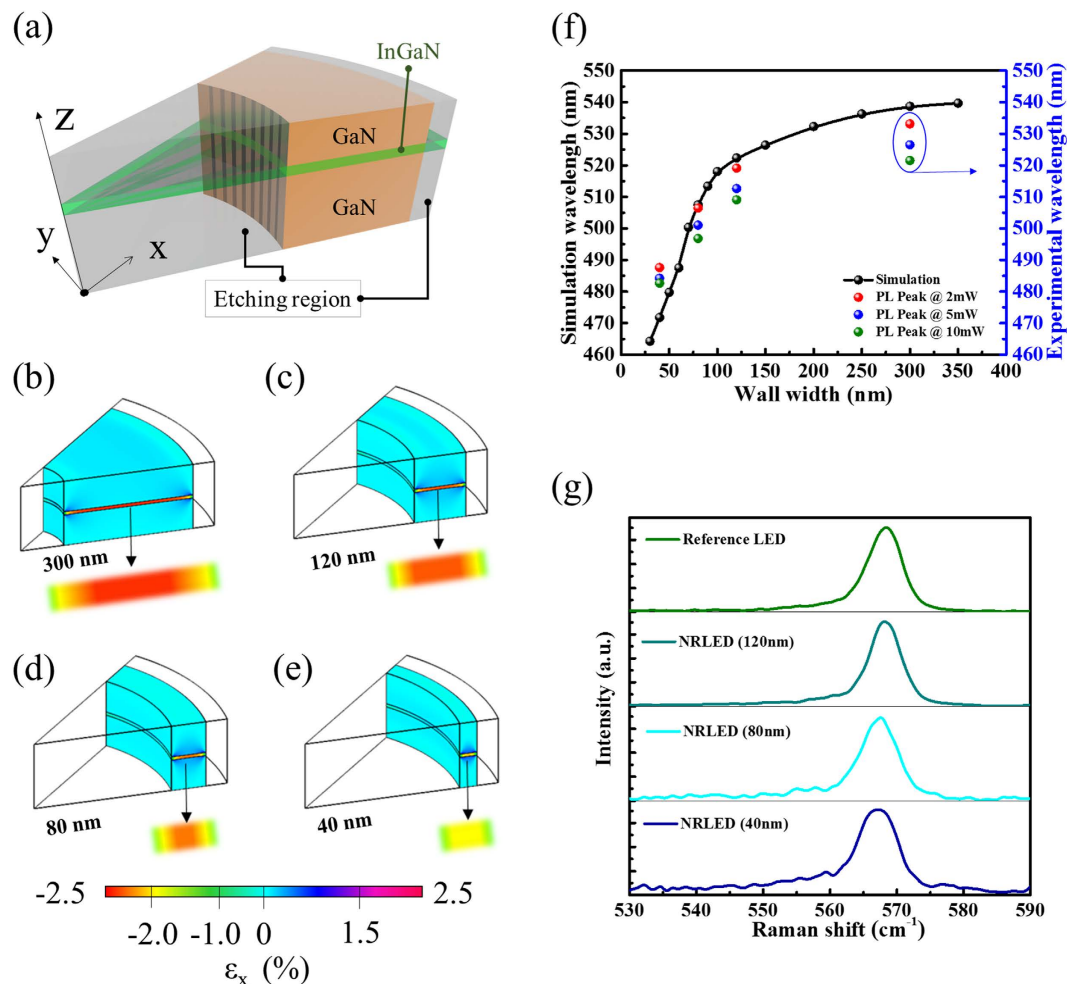 (a)
InGaN
GaN
GaN
z
y
x
Etching region
(b)
300 nm
(c)
120 nm
(d)
80 nm
(e)
40 nm
-2.5
2.5
-2.0
-1.0
0
1.5
εx (%)
(f)
Simulation wavelengh (nm)
550
540
530
520
510
500
490
480
470
460
Experimental wavelength (nm)
550
540
530
520
510
500
490
480
470
460
Simulation
PL Peak @ 2mW
PL Peak @ 5mW
PL Peak @ 10mW
0 50 100 150 200 250 300 350 400
Wall width (nm)
(g)
Intensity (a.u.)
Reference LED
NRLED (120nm)
NRLED (80nm)
NRLED (40nm)
530 540 550 560 570 580 590
Raman shift (cm-1)